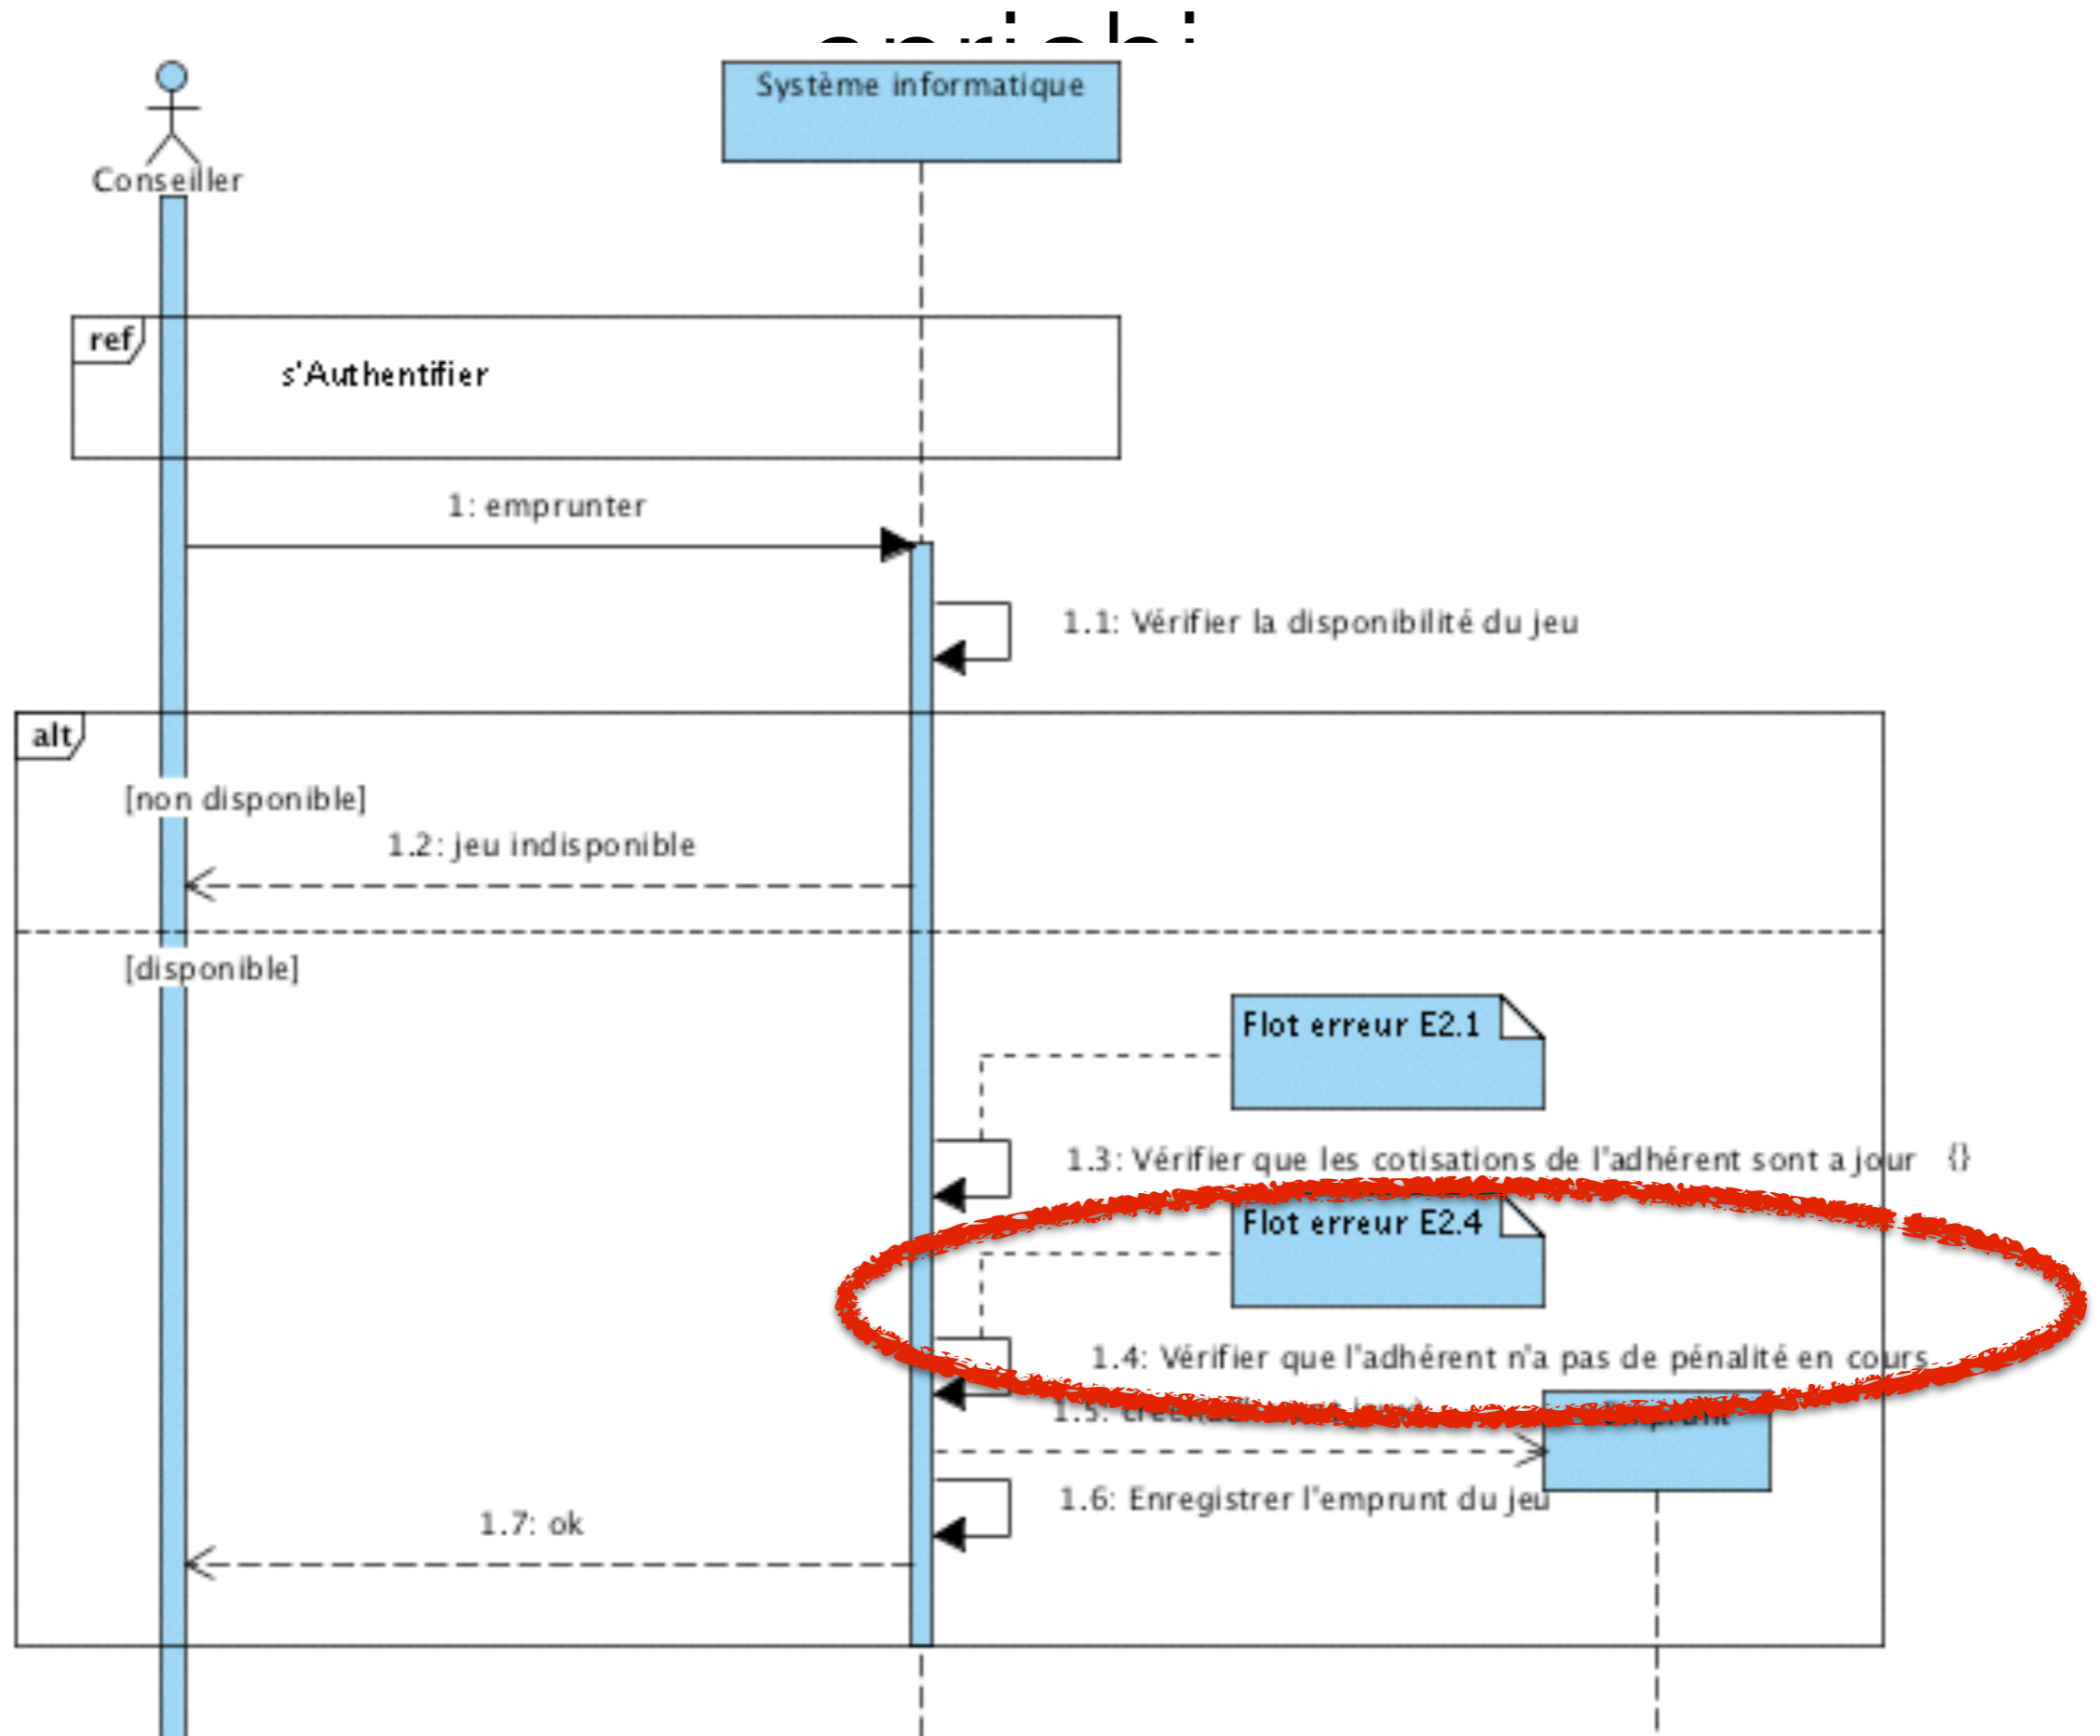 Système informatique
Conseiller
ref
s'Authentifier
1: emprunter
1.1: Vérifier la disponibilité du jeu
alt
[non disponible]
1.2: jeu indisponible
[disponible]
Flot erreur E2.1
1.3: Vérifier que les cotisations de l'adhérent sont a jour {}
Flot erreur E2.4
1.4: Vérifier que l'adhérent n'a pas de pénalité en cours
1.5:
1.6: Enregistrer l'emprunt du jeu
1.7: ok